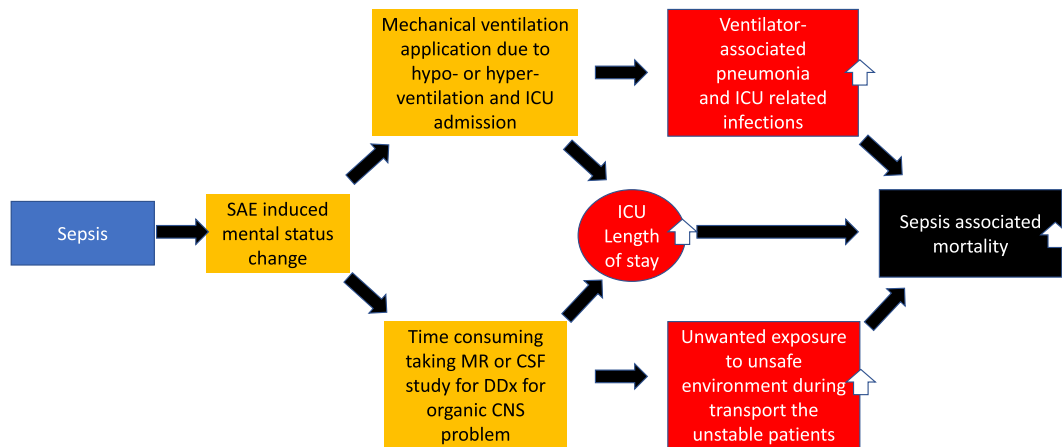 Sepsis
SAE induced
mental status
change
Mechanical ventilation
application due to
hypo- or hyper-
ventilation and ICU
admission
Time consuming
taking MR or CSF
study for DDx for
organic CNS
problem
ICU
Length
of stay
Ventilator-
associated
pneumonia
and ICU related
infections
Unwanted exposure
to unsafe
environment during
transport the
unstable patients
Sepsis associated
mortality